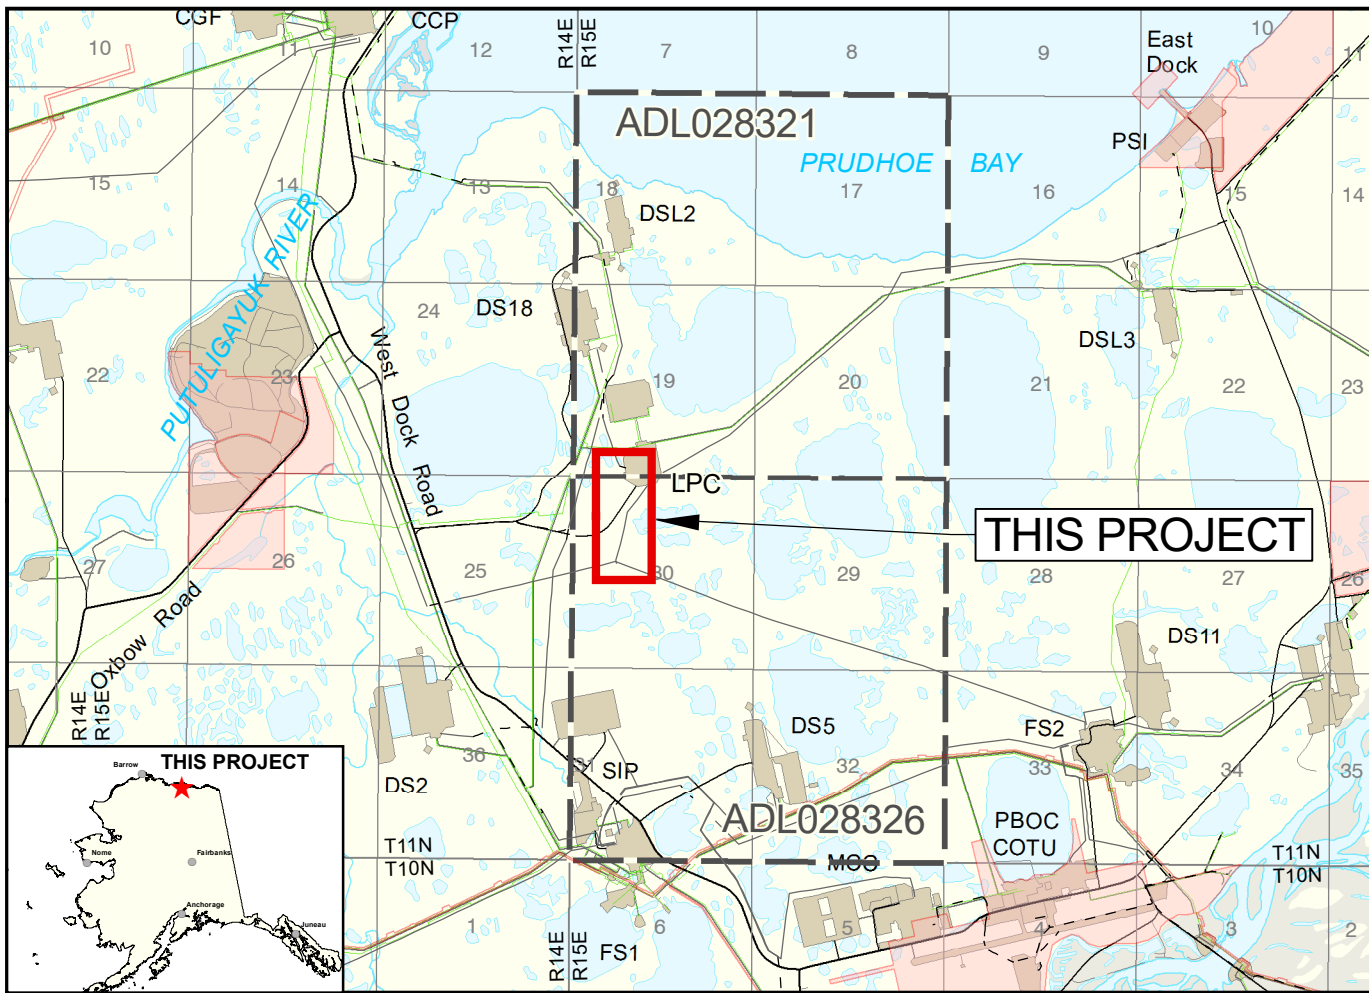 CGF
CCP
10
11
12
R14E
R15E
7
8
9
East
Dock
10
11
ADL028321
PSI
PRUDHOE BAY
15
14
13
18
17
16
15
14
DSL2
PUTULIGAYUK RIVER
24
DS18
DSL3
West Dock Road
22
23
19
20
21
22
23
LPC
THIS PROJECT
27
26
25
30
29
28
27
26
Oxbow Road
DS11
R14E
R15E
DS5
FS2
36
31
SIP
32
33
34
35
DS2
ADL028326
PBOC
COTU
T11N
T10N
MCC
T11N
T10N
1
R14E
R15E
FS1
6
5
4
3
2
THIS PROJECT
Barrow
Nome
Fairbanks
Anchorage
Juneau